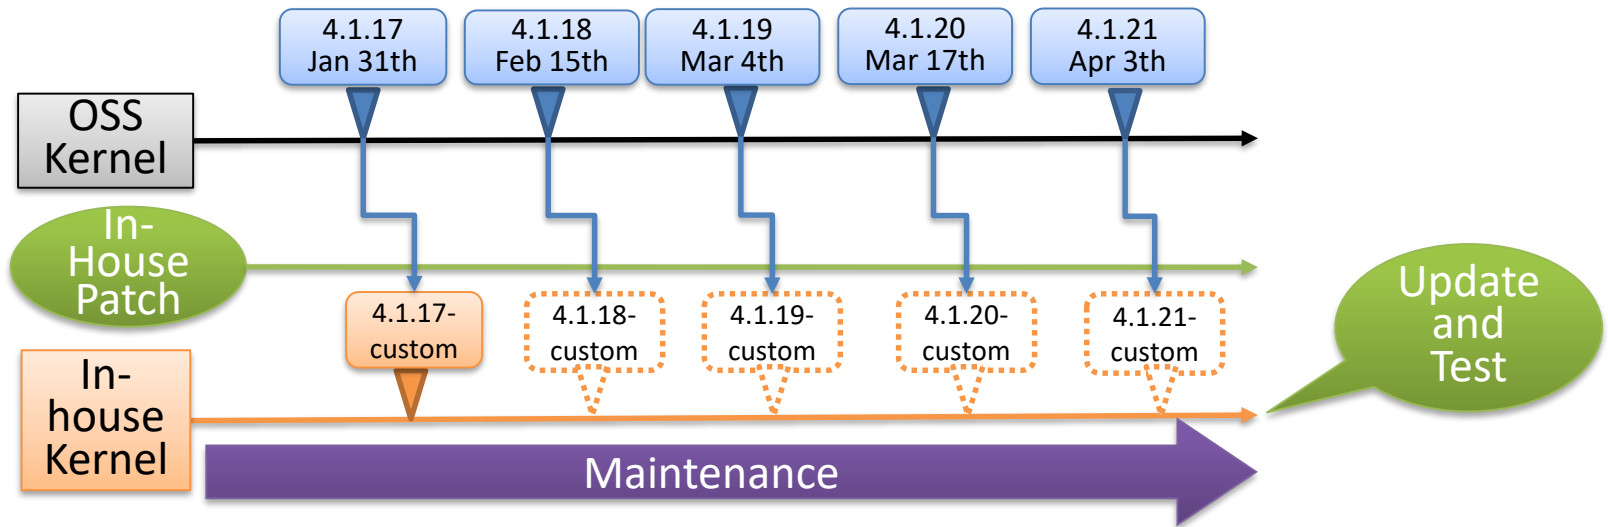 4.1.17
Jan 31th
4.1.18
Feb 15th
4.1.19
Mar 4th
4.1.20
Mar 17th
4.1.21
Apr 3th
OSS
Kernel
In-
House
Patch
4.1.17-
custom
4.1.18-
custom
4.1.19-
custom
4.1.20-
custom
4.1.21-
custom
Update
and
Test
In-
house
Kernel
Maintenance